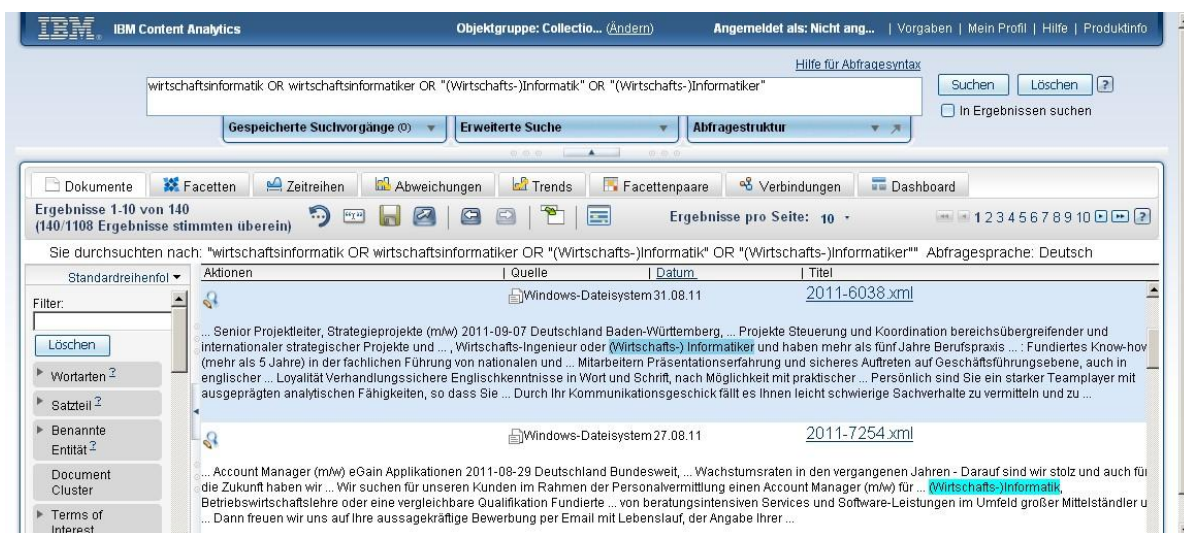 IBM IBM Content Analytics Objektgruppe: Collectio... (Ändern) Angemeldet als: Nicht ang... | Vorgaben | Mein Profil | Hilfe | Produktinfo
Hilfe für Abfragesyntax
wirtschaftsinformatik OR wirtschaftsinformatiker OR "(Wirtschafts-)Informatik" OR "(Wirtschafts-)Informatiker" Suchen Löschen ?
In Ergebnissen suchen
Gespeicherte Suchvorgänge (0) Erweiterte Suche Abfragestruktur
Dokumente Facetten Zeitreihen Abweichungen Trends Facettenpaare Verbindungen Dashboard
Ergebnisse 1-10 von 140
(140/1108 Ergebnisse stimmten überein) Ergebnisse pro Seite: 10 1 2 3 4 5 6 7 8 9 10 ?
Sie durchsuchten nach: "wirtschaftsinformatik OR wirtschaftsinformatiker OR "(Wirtschafts-)Informatik" OR "(Wirtschafts-)Informatiker"" Abfragesprache: Deutsch
Standardreihenfol Aktionen | Quelle | Datum | Titel
Filter:
Löschen
Wortarten ?
Satzteil ?
Benannte
Entität ?
Document
Cluster
Terms of
Interest
Windows-Dateisystem 31.08.11 2011-6038.xml
... Senior Projektleiter, Strategieprojekte (m/w) 2011-09-07 Deutschland Baden-Württemberg, ... Projekte Steuerung und Koordination bereichsübergreifender und
internationaler strategischer Projekte und ... , Wirtschafts-Ingenieur oder (Wirtschafts-) Informatiker und haben mehr als fünf Jahre Berufspraxis ... : Fundiertes Know-hov
(mehr als 5 Jahre) in der fachlichen Führung von nationalen und ... Mitarbeitern Präsentationserfahrung und sicheres Auftreten auf Geschäftsführungsebene, auch in
englischer ... Loyalität Verhandlungssichere Englischkenntnisse in Wort und Schrift, nach Möglichkeit mit praktischer ... Persönlich sind Sie ein starker Teamplayer mit
ausgeprägten analytischen Fähigkeiten, so dass Sie ... Durch Ihr Kommunikationsgeschick fällt es Ihnen leicht schwierige Sachverhalte zu vermitteln und zu ...
Windows-Dateisystem 27.08.11 2011-7254.xml
... Account Manager (m/w) eGain Applikationen 2011-08-29 Deutschland Bundesweit, ... Wachstumsraten in den vergangenen Jahren - Darauf sind wir stolz und auch für
die Zukunft haben wir ... Wir suchen für unseren Kunden im Rahmen der Personalvermittlung einen Account Manager (m/w) für ... (Wirtschafts-)Informatik,
Betriebswirtschaftslehre oder eine vergleichbare Qualifikation Fundierte ... von beratungsintensiven Services und Software-Leistungen im Umfeld großer Mittelständler u
... Dann freuen wir uns auf Ihre aussagekräftige Bewerbung per Email mit Lebenslauf, der Angabe Ihrer ...